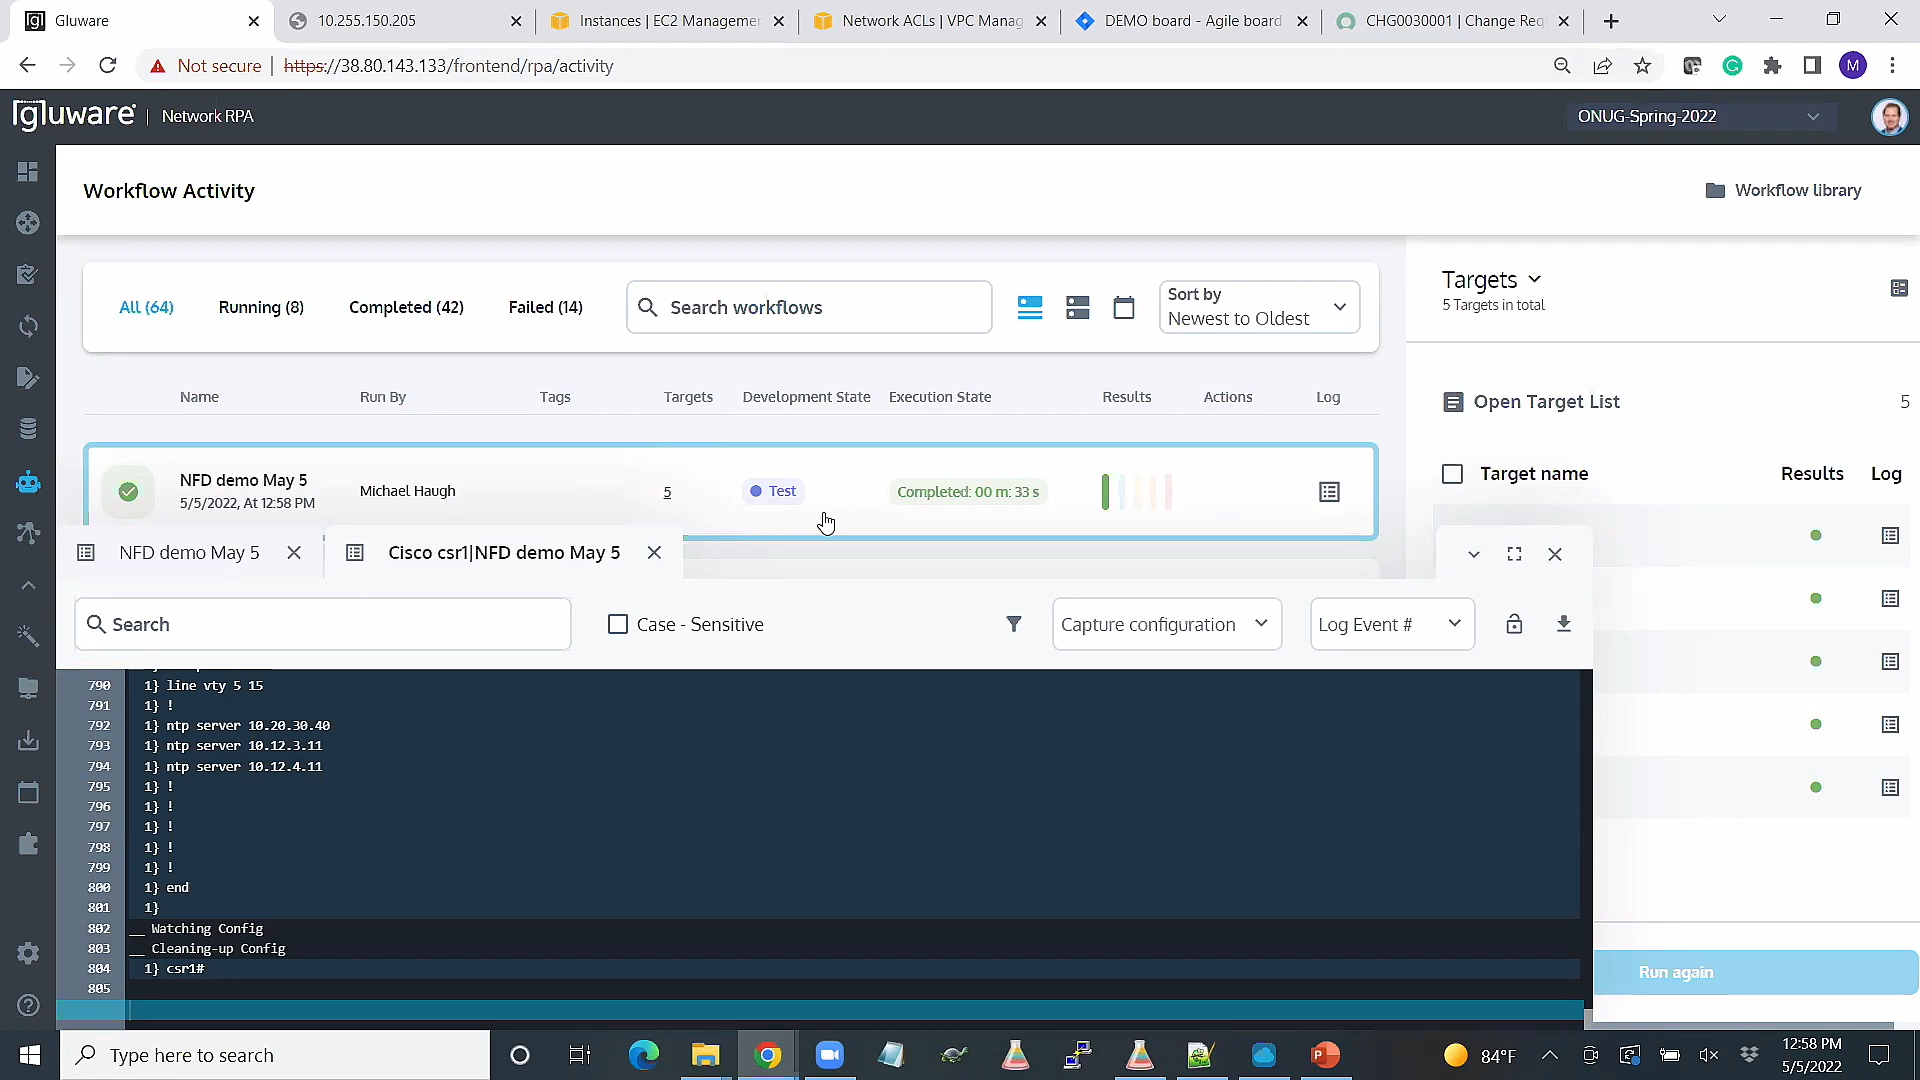 Gluware
10.255.150.205
Instances | EC2 Managemer
Network ACLs | VPC Manag
DEMO board - Agile board
CHG0030001 | Change Req
Not secure | https://38.80.143.133/frontend/rpa/activity
M
gluware | Network RPA
ONUG-Spring-2022
Workflow Activity
Workflow library
All (64)
Running (8)
Completed (42)
Failed (14)
Search workflows
Sort by
Newest to Oldest
Targets
5 Targets in total
Name
Run By
Tags
Targets
Development State
Execution State
Results
Actions
Log
Open Target List
5
NFD demo May 5
5/5/2022, At 12:58 PM
Michael Haugh
5
Test
Completed: 00 m: 33 s
Target name
Results
Log
NFD demo May 5
Cisco csr1|NFD demo May 5
Search
Case - Sensitive
Capture configuration
Log Event #
790 1} line vty 5 15
791 1} !
792 1} ntp server 10.20.30.40
793 1} ntp server 10.12.3.11
794 1} ntp server 10.12.4.11
795 1} !
796 1} !
797 1} !
798 1} !
799 1} !
800 1} end
801 1}
802 __ Watching Config
803 __ Cleaning-up Config
804 1} csr1#
805
Run again
Type here to search
84°F
12:58 PM
5/5/2022